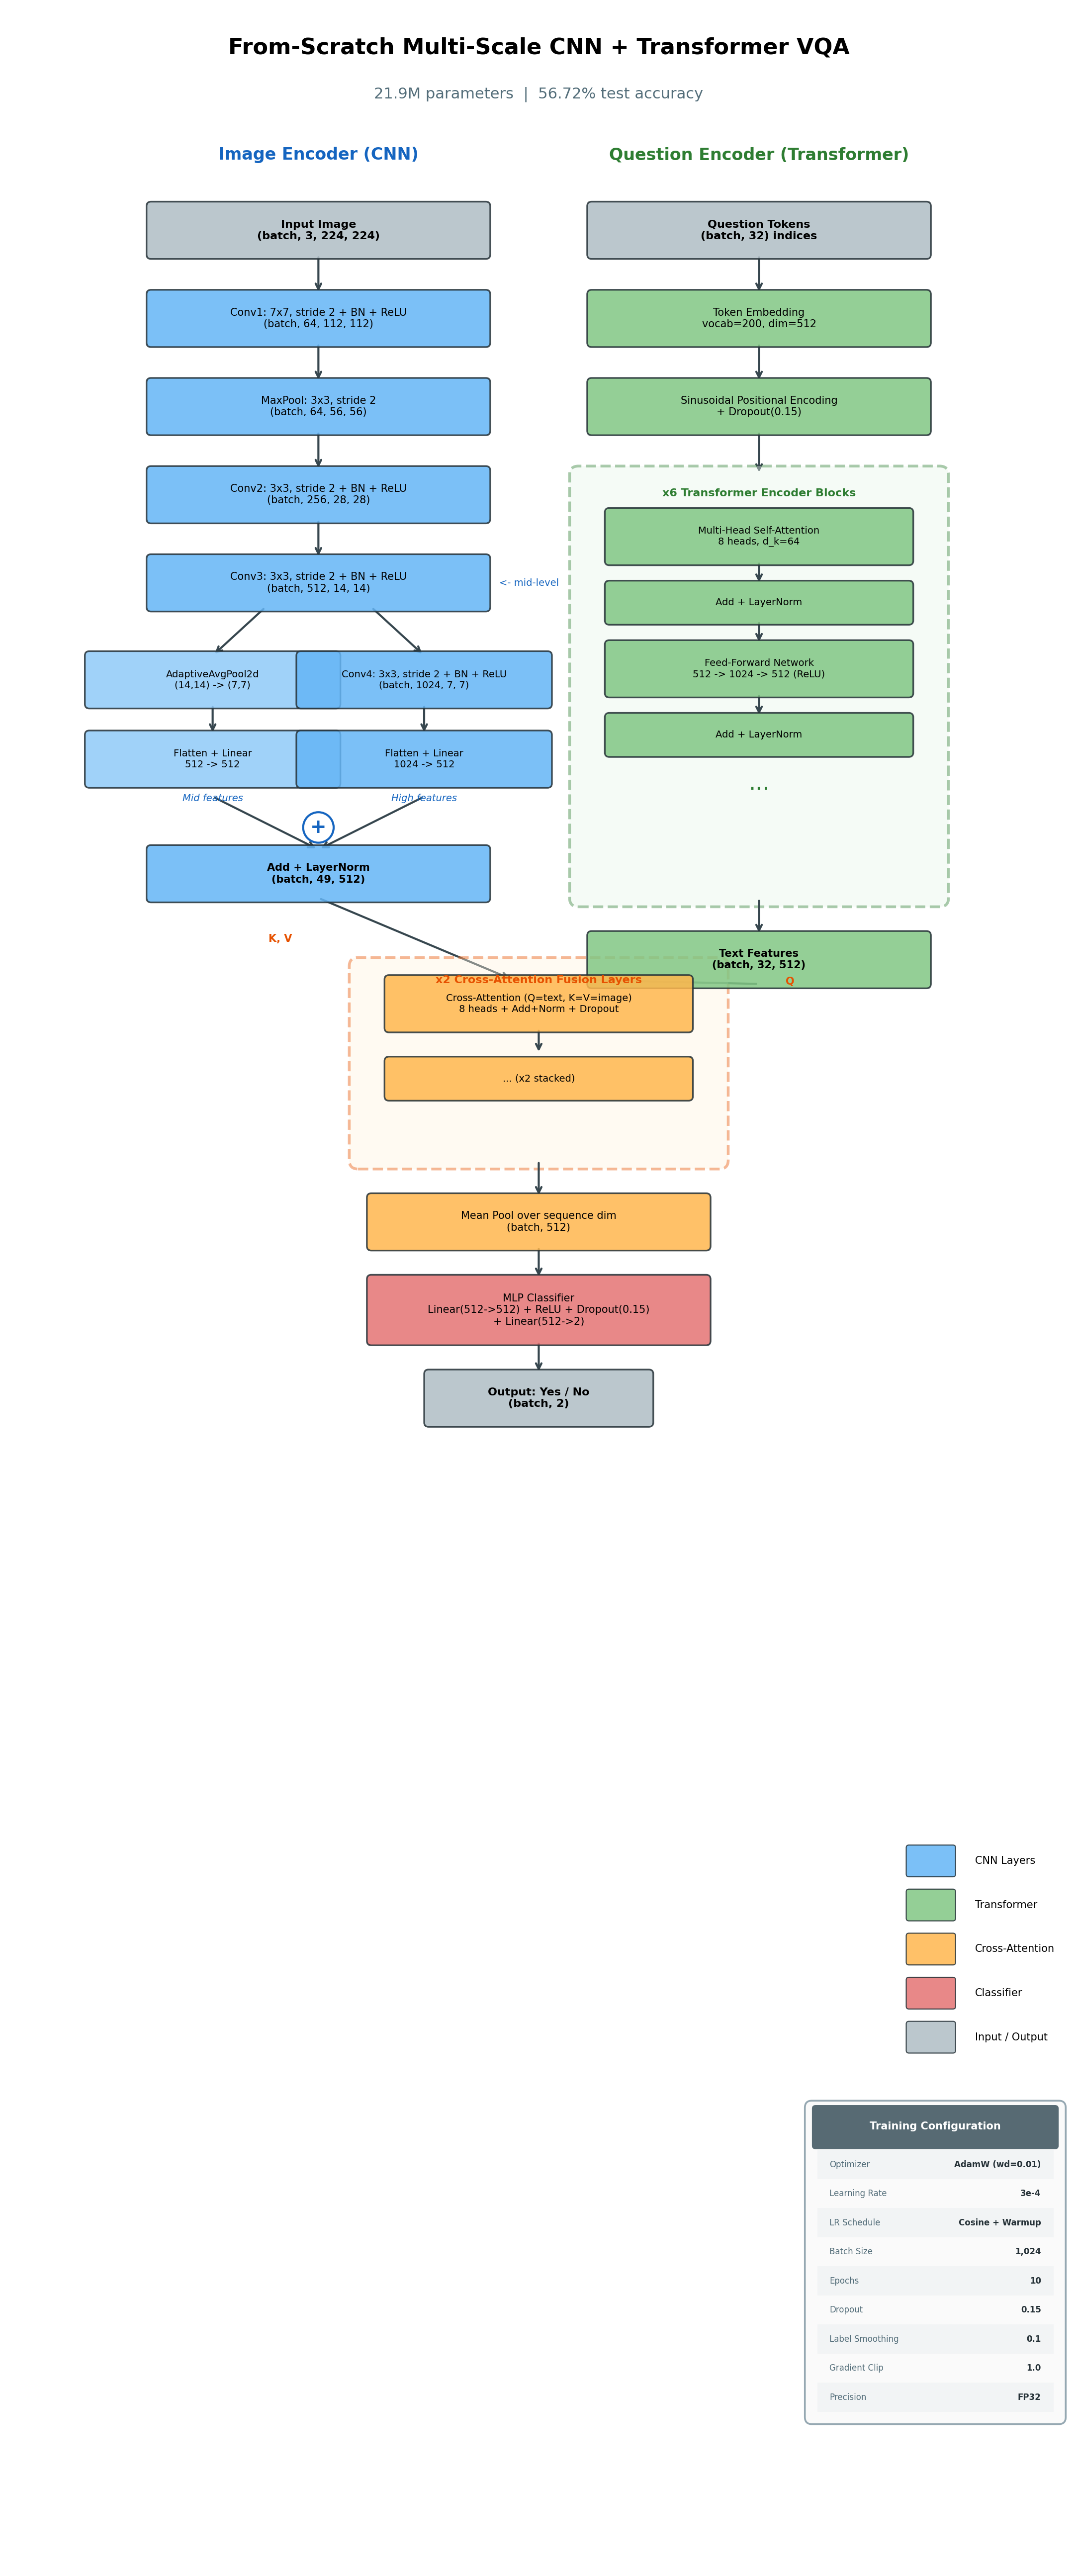 From-Scratch Multi-Scale CNN + Transformer VQA
21.9M parameters | 56.72% test accuracy
Image Encoder (CNN)
Input Image
(batch, 3, 224, 224)
Conv1: 7x7, stride 2 + BN + ReLU
(batch, 64, 112, 112)
MaxPool: 3x3, stride 2
(batch, 64, 56, 56)
Conv2: 3x3, stride 2 + BN + ReLU
(batch, 256, 28, 28)
Conv3: 3x3, stride 2 + BN + ReLU
(batch, 512, 14, 14)
<- mid-level
AdaptiveAvgPool2d
(14,14) -> (7,7)
Conv4: 3x3, stride 2 + BN + ReLU
(batch, 1024, 7, 7)
Flatten + Linear
512 -> 512
Flatten + Linear
1024 -> 512
Mid features
High features
+
Add + LayerNorm
(batch, 49, 512)
K, V
Question Encoder (Transformer)
Question Tokens
(batch, 32) indices
Token Embedding
vocab=200, dim=512
Sinusoidal Positional Encoding
+ Dropout(0.15)
x6 Transformer Encoder Blocks
Multi-Head Self-Attention
8 heads, d_k=64
Add + LayerNorm
Feed-Forward Network
512 -> 1024 -> 512 (ReLU)
Add + LayerNorm
...
Text Features
(batch, 32, 512)
Q
x2 Cross-Attention Fusion Layers
Cross-Attention (Q=text, K=V=image)
8 heads + Add+Norm + Dropout
... (x2 stacked)
Mean Pool over sequence dim
(batch, 512)
MLP Classifier
Linear(512->512) + ReLU + Dropout(0.15)
+ Linear(512->2)
Output: Yes / No
(batch, 2)
CNN Layers
Transformer
Cross-Attention
Classifier
Input / Output
Training Configuration
Optimizer AdamW (wd=0.01)
Learning Rate 3e-4
LR Schedule Cosine + Warmup
Batch Size 1,024
Epochs 10
Dropout 0.15
Label Smoothing 0.1
Gradient Clip 1.0
Precision FP32